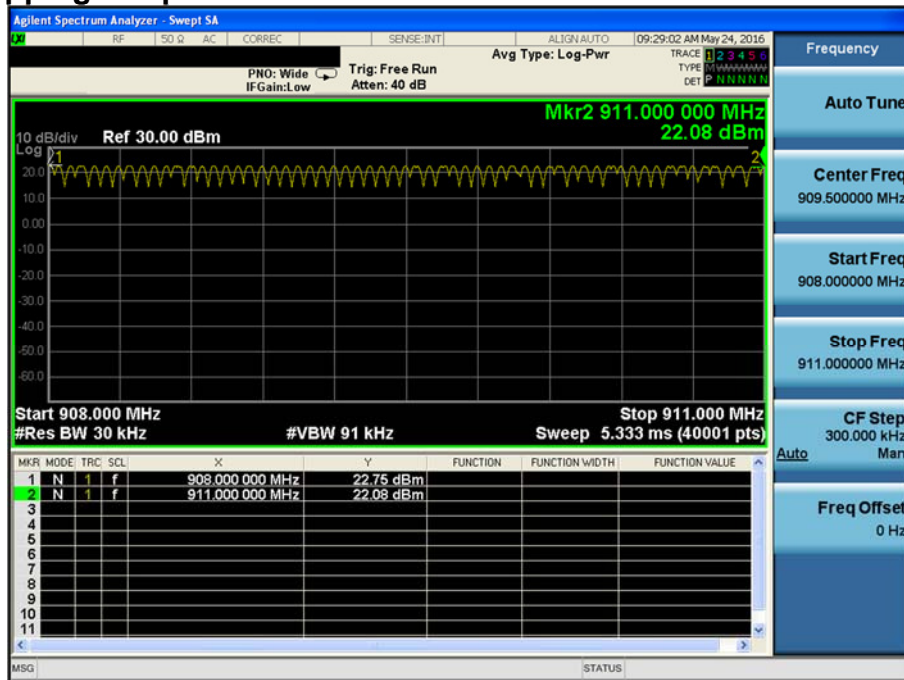 Agilent Spectrum Analyzer - Swept SA
LXI RF 50 Ω AC CORREC SENSE:INT ALIGN AUTO 09:29:02 AM May 24, 2016
Avg Type: Log-Pwr
TRACE 1 2 3 4 5 6
TYPE M W W W W W
DET P N N N N N
PNO: Wide
IFGain:Low
Trig: Free Run
Atten: 40 dB
Mkr2 911.000 000 MHz
22.08 dBm
10 dB/div Ref 30.00 dBm
Log
1
2
20.0
10.0
0.00
-10.0
-20.0
-30.0
-40.0
-50.0
-60.0
Start 908.000 MHz Stop 911.000 MHz
#Res BW 30 kHz #VBW 91 kHz Sweep 5.333 ms (40001 pts)
MKR MODE TRC SCL X Y FUNCTION FUNCTION WIDTH FUNCTION VALUE
1 N 1 f 908.000 000 MHz 22.75 dBm
2 N 1 f 911.000 000 MHz 22.08 dBm
3
4
5
6
7
8
9
10
11
MSG STATUS
Frequency
Auto Tune
Center Freq
909.500000 MHz
Start Freq
908.000000 MHz
Stop Freq
911.000000 MHz
CF Step
300.000 kHz
Auto Man
Freq Offset
0 Hz